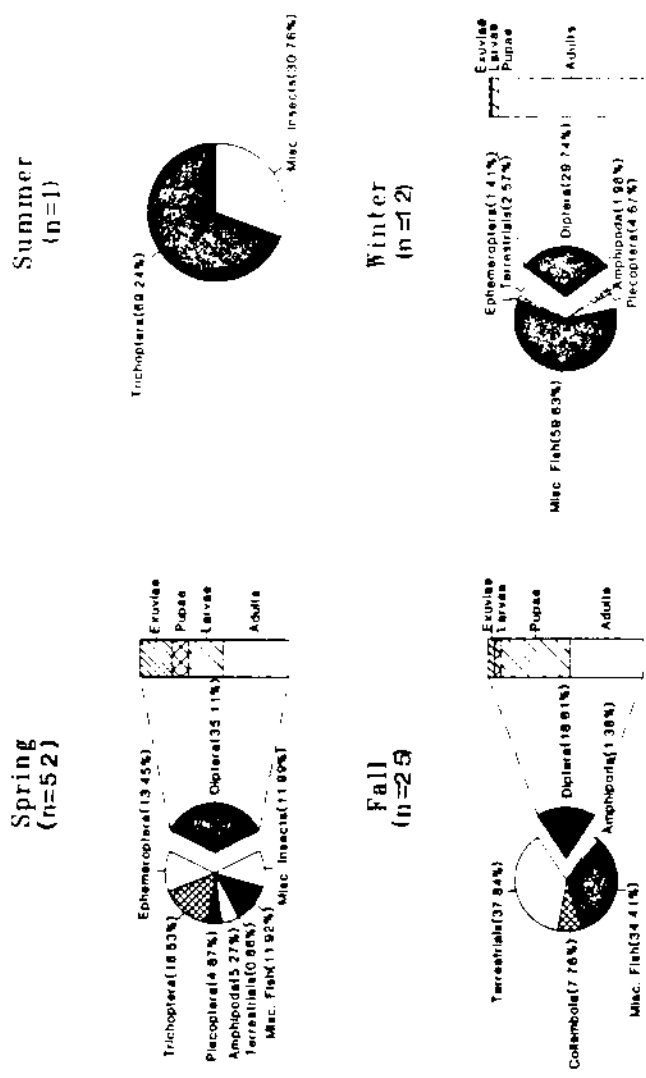 Spring
(n=52)
Ephemeroptera(13.45%)
Trichoptera(16.53%)
Plecoptera(4.87%)
Amphipoda(5.27%)
Terrestrials(0.86%)
Misc. Fish(11.92%)
Misc. Insects(11.99%)
Diptera(35.11%)
Exuviae
Pupae
Larvae
Adults
Summer
(n=1)
Trichoptera(69.24%)
Misc. Insects(30.76%)
Fall
(n=25)
Terrestrials(37.84%)
Collembola(7.76%)
Misc. Fish(34.41%)
Diptera(18.61%)
Amphipoda(1.38%)
Exuviae
Larvae
Pupae
Adults
Winter
(n=12)
Ephemeroptera(1.41%)
Terrestrials(2.57%)
Misc. Fish(59.63%)
Diptera(29.74%)
Amphipoda(1.98%)
Plecoptera(4.67%)
Exuviae
Larvae
Pupae
Adults